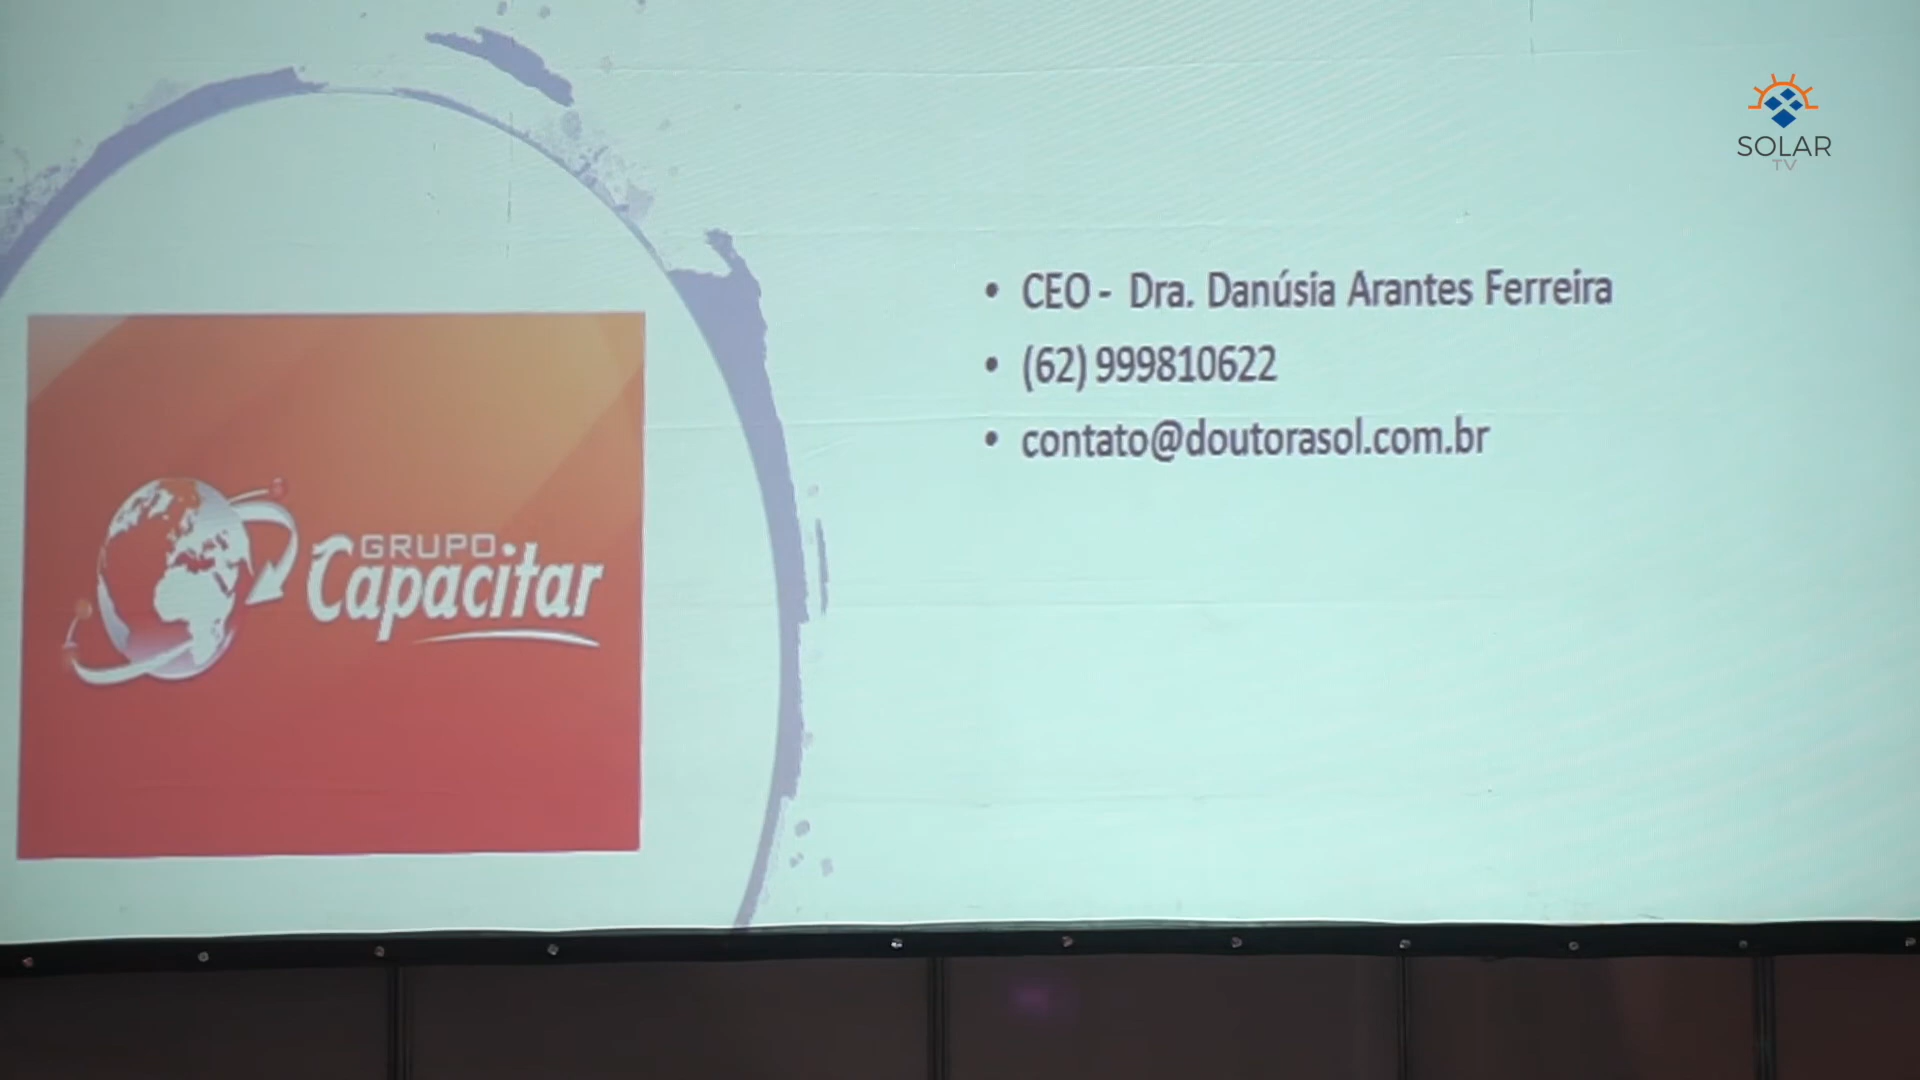 SOLAR
TV
• CEO - Dra. Danúsia Arantes Ferreira
• (62) 999810622
• contato@doutorasol.com.br
GRUPO
Capacitar